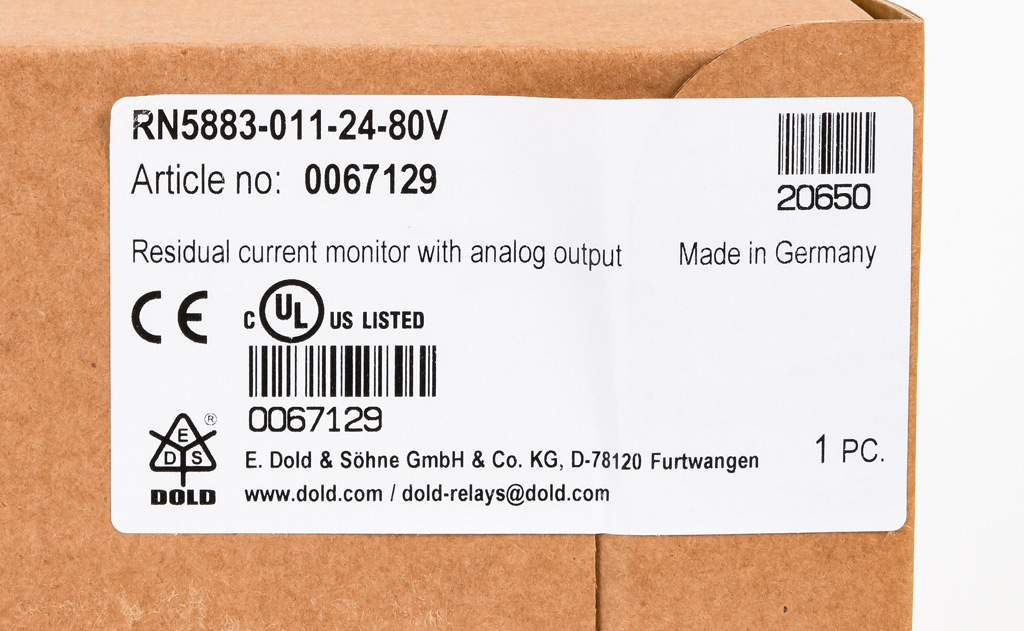 RN5883-011-24-80V
Article no: 0067129
20650
Residual current monitor with analog output
Made in Germany
CE
C UL US LISTED
0067129
®
E
D S
DOLD
E. Dold & Söhne GmbH & Co. KG, D-78120 Furtwangen
www.dold.com / dold-relays@dold.com
1 PC.